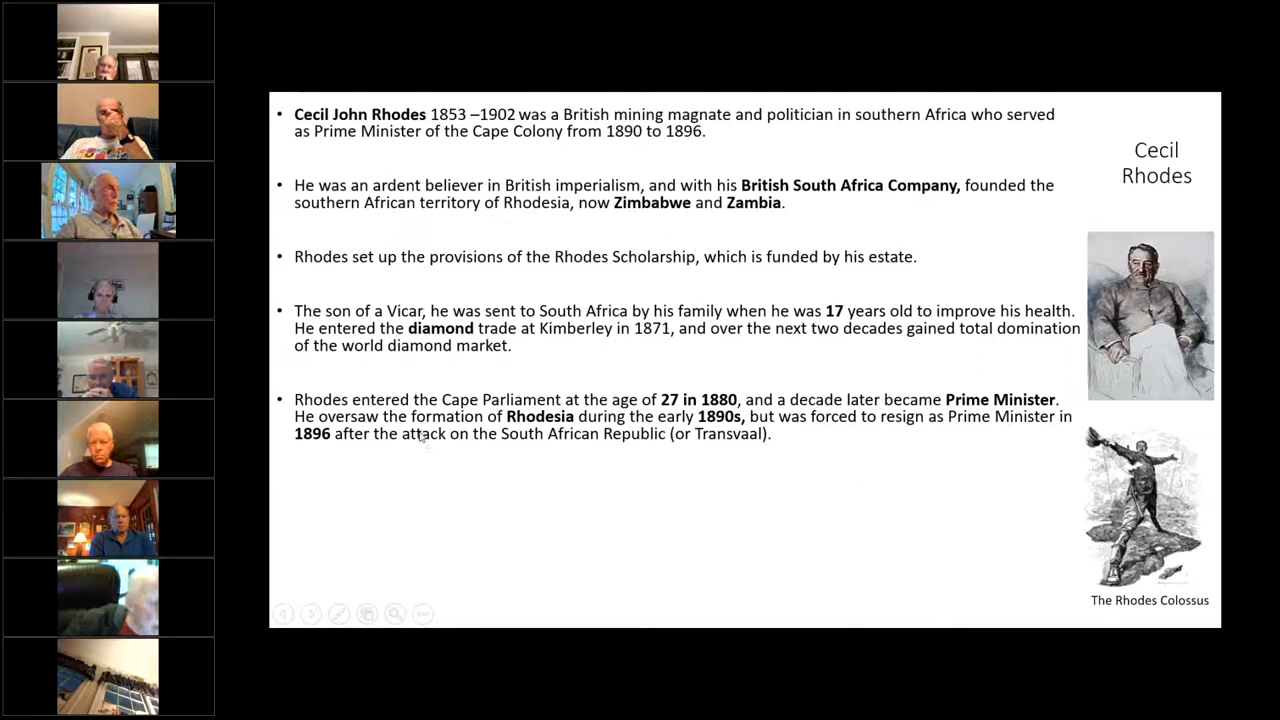 • Cecil John Rhodes 1853 –1902 was a British mining magnate and politician in southern Africa who served
as Prime Minister of the Cape Colony from 1890 to 1896.
• He was an ardent believer in British imperialism, and with his British South Africa Company, founded the
southern African territory of Rhodesia, now Zimbabwe and Zambia.
• Rhodes set up the provisions of the Rhodes Scholarship, which is funded by his estate.
• The son of a Vicar, he was sent to South Africa by his family when he was 17 years old to improve his health.
He entered the diamond trade at Kimberley in 1871, and over the next two decades gained total domination
of the world diamond market.
• Rhodes entered the Cape Parliament at the age of 27 in 1880, and a decade later became Prime Minister.
He oversaw the formation of Rhodesia during the early 1890s, but was forced to resign as Prime Minister in
1896 after the attack on the South African Republic (or Transvaal).
Cecil
Rhodes
The Rhodes Colossus